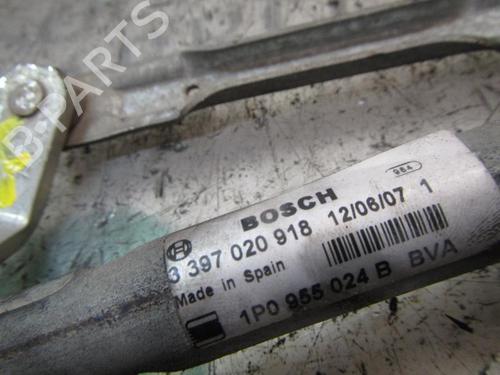 B-PARTS
984
BOSCH
3 397 020 918 12/06/07 1
Made in Spain
1P0 955 024 B BVA